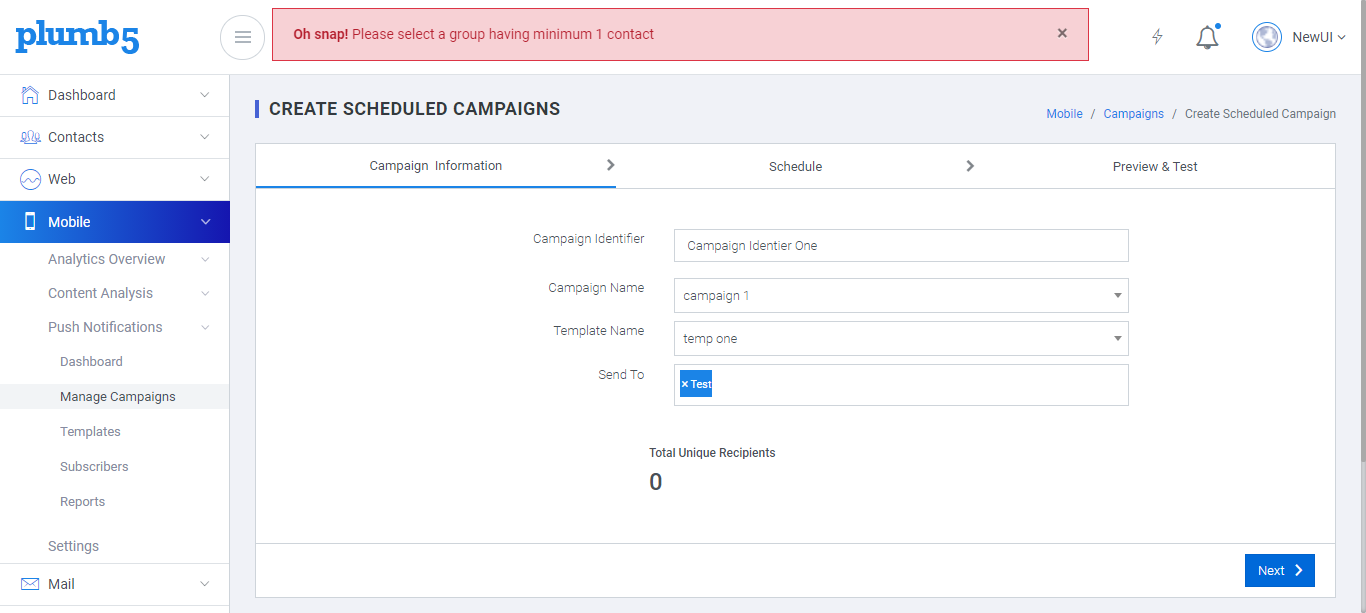 plumb5
Oh snap! Please select a group having minimum 1 contact ×
NewUI
Dashboard
Contacts
Web
Mobile
Analytics Overview
Content Analysis
Push Notifications
Dashboard
Manage Campaigns
Templates
Subscribers
Reports
Settings
Mail
CREATE SCHEDULED CAMPAIGNS
Mobile / Campaigns / Create Scheduled Campaign
Campaign Information
Schedule
Preview & Test
Campaign Identifier
Campaign Identier One
Campaign Name
campaign 1
Template Name
temp one
Send To
× Test
Total Unique Recipients
0
Next